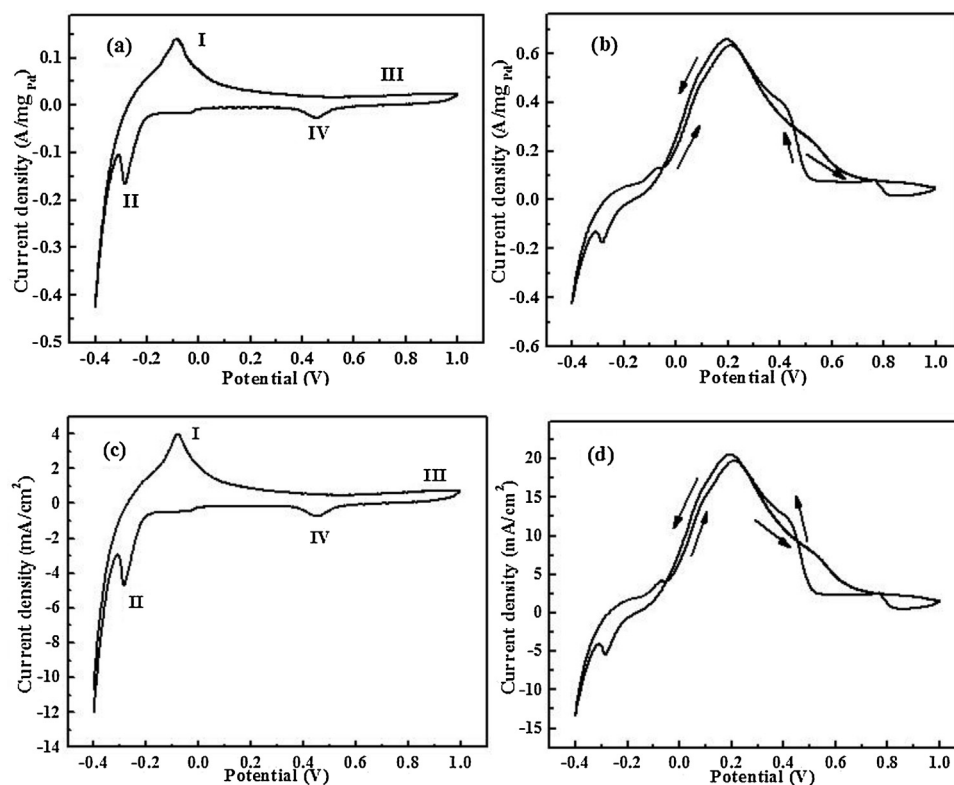 (a)
I
II
III
IV
0.1
0.0
-0.1
-0.2
-0.3
-0.4
-0.5
-0.4 -0.2 0.0 0.2 0.4 0.6 0.8 1.0
Potential (V)
Current density (A/mg Pd)
(b)
0.6
0.4
0.2
0.0
-0.2
-0.4
-0.6
-0.4 -0.2 0.0 0.2 0.4 0.6 0.8 1.0
Potential (V)
Current density (A/mg Pd)
(c)
I
II
III
IV
4
2
0
-2
-4
-6
-8
-10
-12
-14
-0.4 -0.2 0.0 0.2 0.4 0.6 0.8 1.0
Potential (V)
Current density (mA/cm²)
(d)
20
15
10
5
0
-5
-10
-15
-0.4 -0.2 0.0 0.2 0.4 0.6 0.8 1.0
Potential (V)
Current density (mA/cm²)